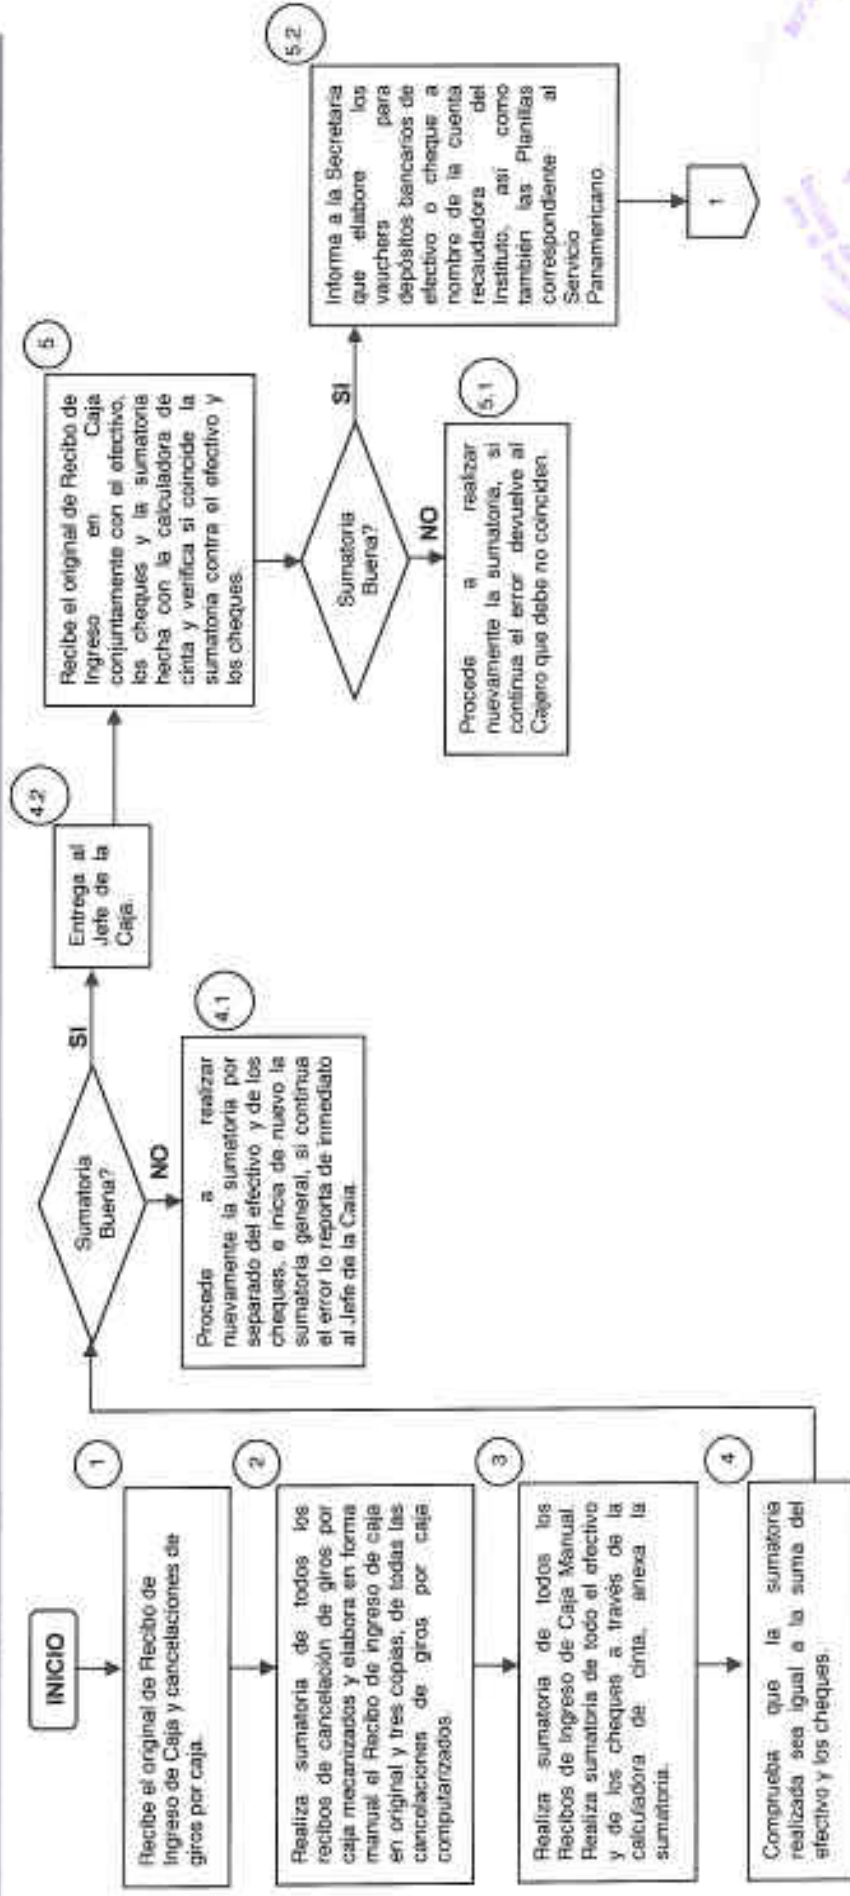 INICIO
1
Recibe el original de Recibo de
Ingreso de Caja y cancelaciones de
giros por caja.
2
Realiza sumatoria de todos los
recibos de cancelación de giros por
caja mecanizados y elabora en forma
manual el Recibo de ingreso de caja
en original y tres copias, de todas las
cancelaciones de giros por caja
computarizados.
3
Realiza sumatoria de todos los
Recibos de Ingreso de Caja Manual.
Realiza sumatoria de todo el efectivo
y de los cheques a través de la
calculadora de cinta, anexa la
sumatoria.
4
Comprueba que la sumatoria
realizada sea igual a la suma del
efectivo y los cheques.
Sumatoria
Buena?
SI
NO
4.1
Procede a realizar
nuevamente la sumatoria por
separado del efectivo y de los
cheques, e inicia de nuevo la
sumatoria general, si continua
el error lo reporta de inmediato
al Jefe de la Caja.
4.2
Entrega al
Jefe de la
Caja.
5
Recibe el original de Recibo de
Ingreso en Caja
conjuntamente con el efectivo,
los cheques y la sumatoria
hecha con la calculadora de
cinta y verifica si coincide la
sumatoria contra el efectivo y
los cheques.
Sumatoria
Buena?
SI
NO
5.1
Procede a realizar
nuevamente la sumatoria, si
continua el error devuelve al
Cajero que debe no coinciden.
5.2
Informa a la Secretaria
que elabore los
vauchers para
depósitos bancarios de
efectivo o cheque a
nombre de la cuenta
recaudadora del
Instituto, así como
también las Planillas
correspondiente al
Servicio
Panamericano.
1